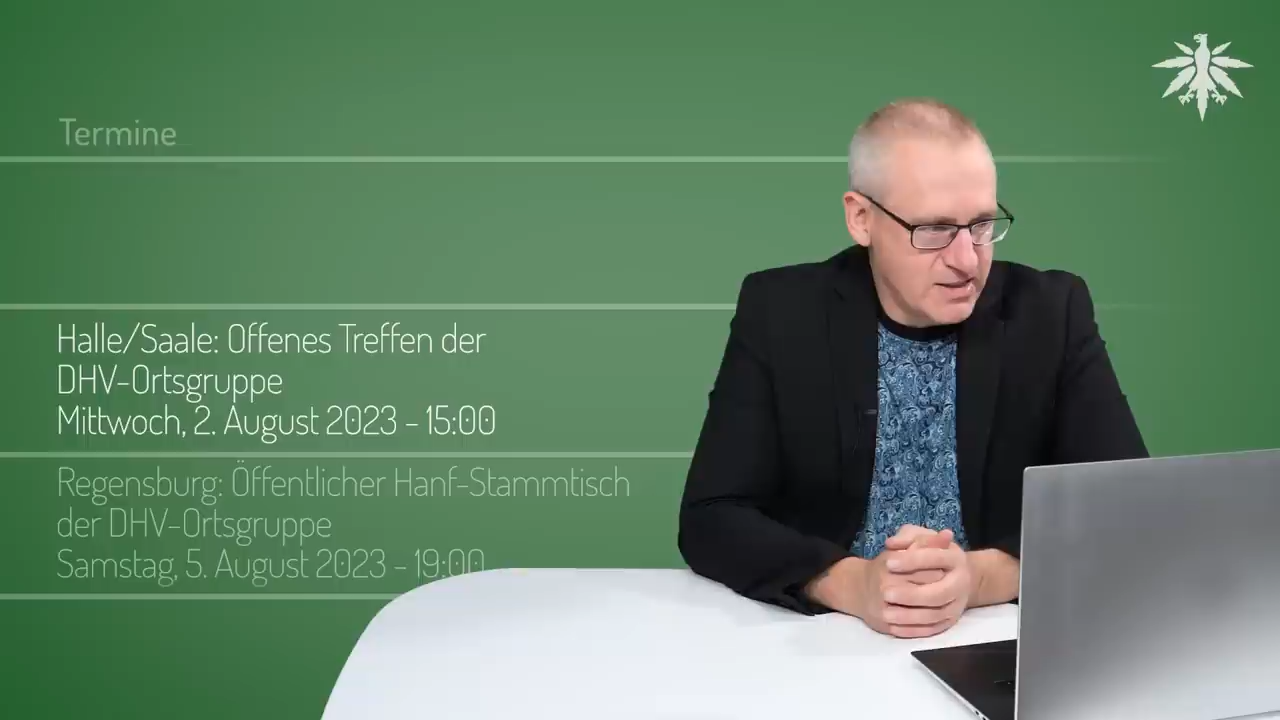 Termine
Halle/Saale: Offenes Treffen der
DHV-Ortsgruppe
Mittwoch, 2. August 2023 - 15:00
Regensburg: Öffentlicher Hanf-Stammtisch
der DHV-Ortsgruppe
Samstag, 5. August 2023 - 19:00